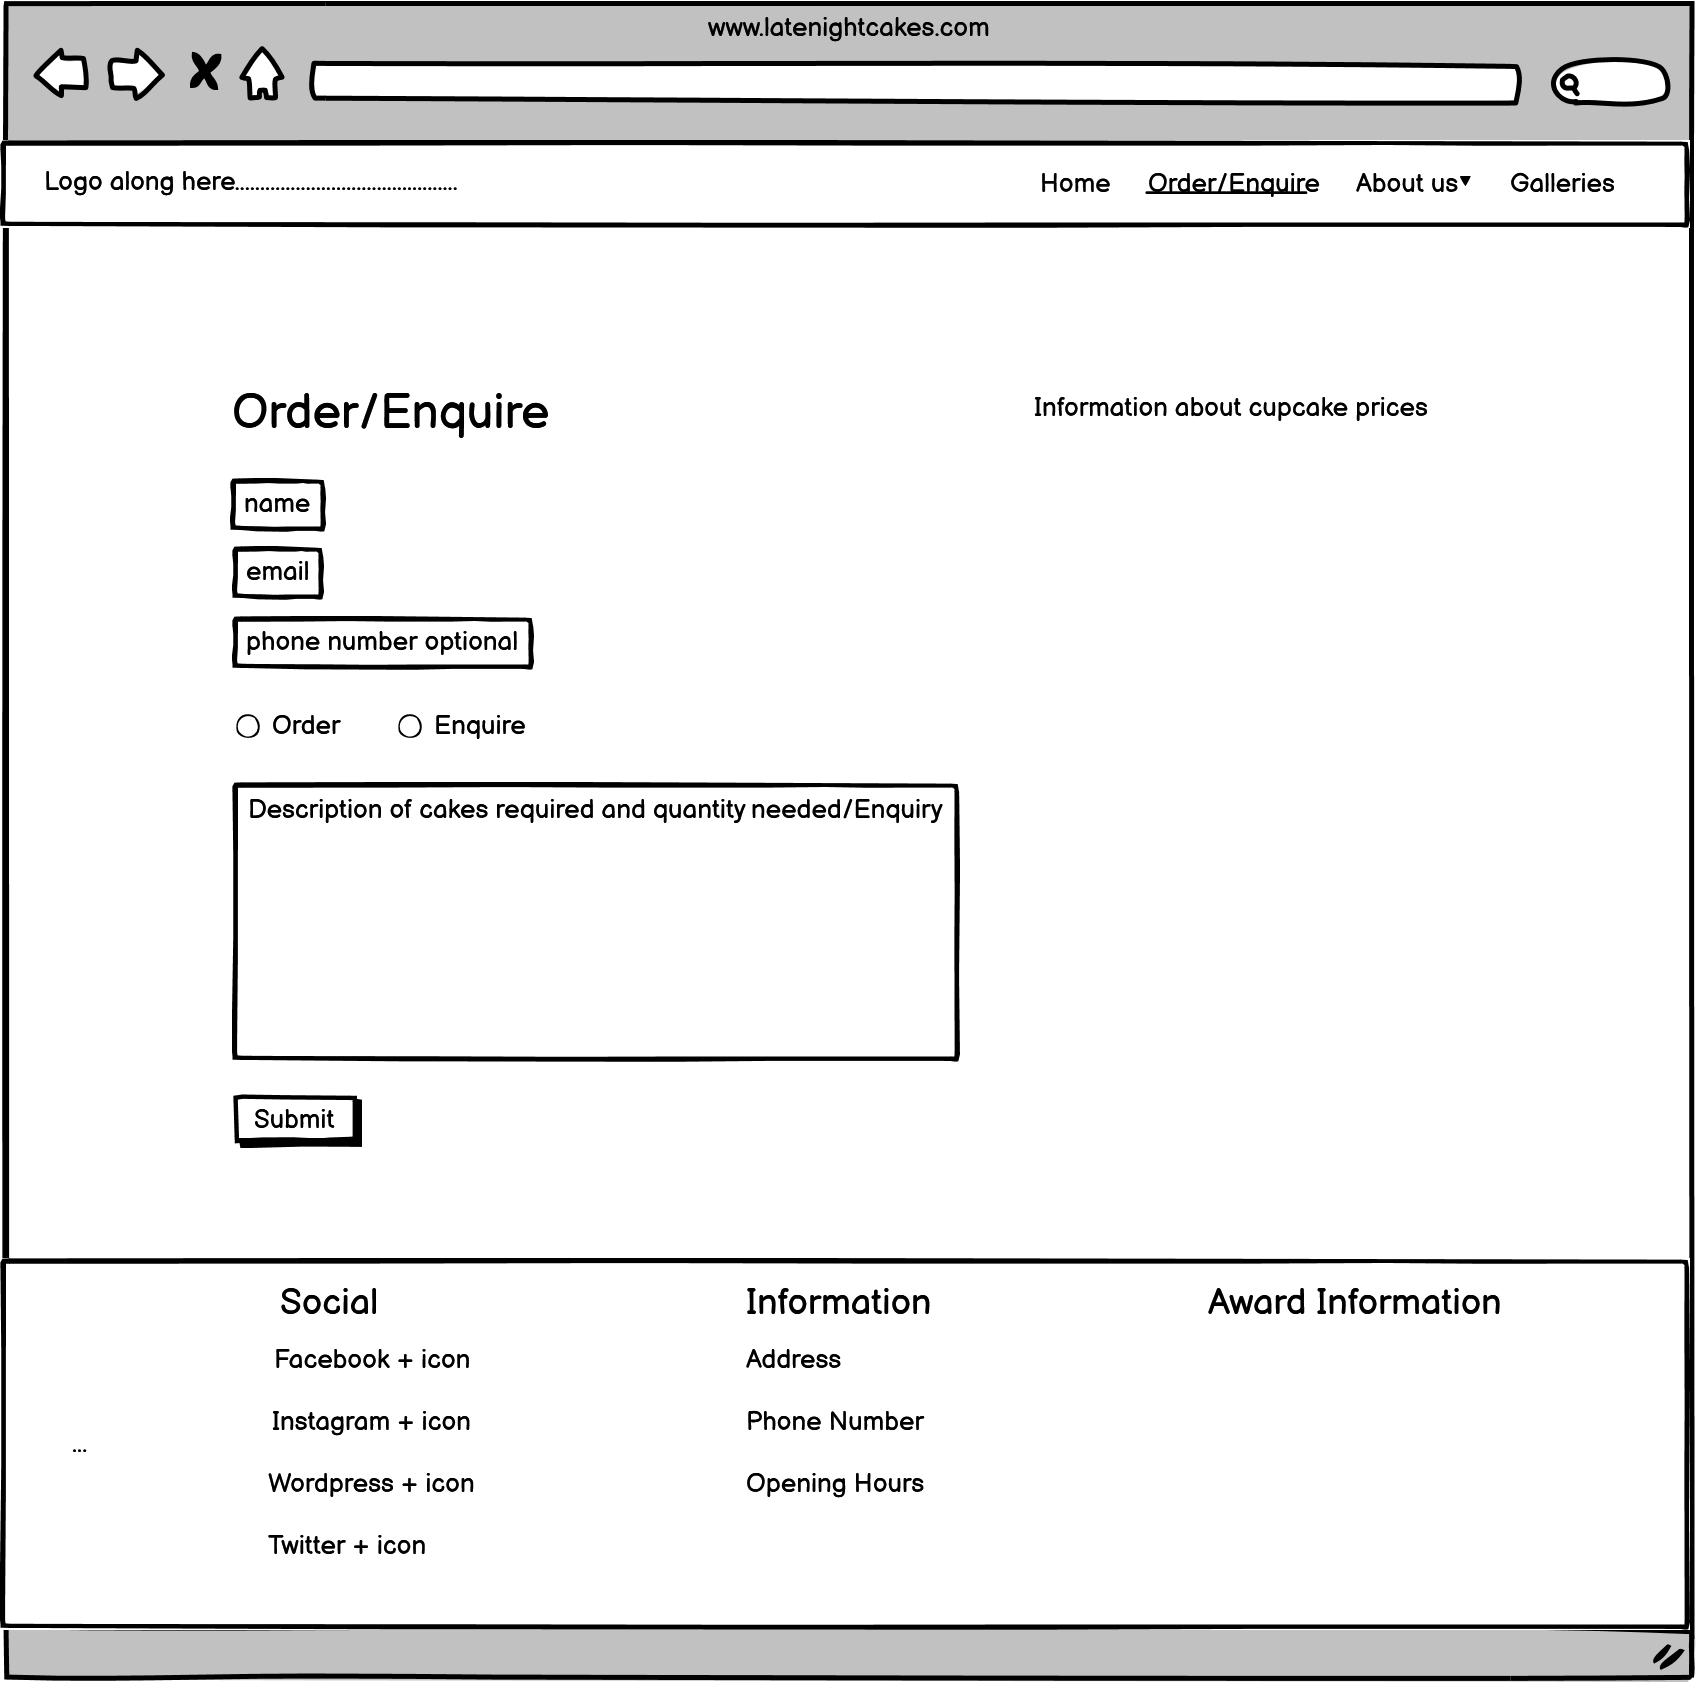 www.latenightcakes.com
Logo along here............................................
Home Order/Enquire About us▼ Galleries
Order/Enquire
Information about cupcake prices
name
email
phone number optional
Order Enquire
Description of cakes required and quantity needed/Enquiry
Submit
Social Information Award Information
Facebook + icon Address
Instagram + icon Phone Number
...
Wordpress + icon Opening Hours
Twitter + icon